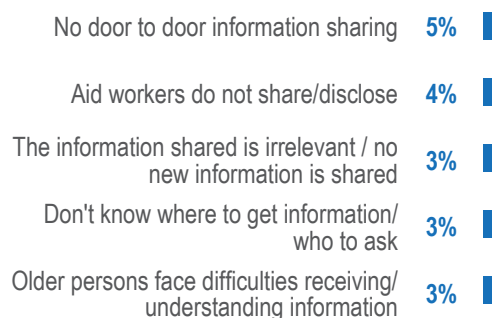 No door to door information sharing 5%
Aid workers do not share/disclose 4%
The information shared is irrelevant / no
new information is shared 3%
Don't know where to get information/
who to ask 3%
Older persons face difficulties receiving/
understanding information 3%